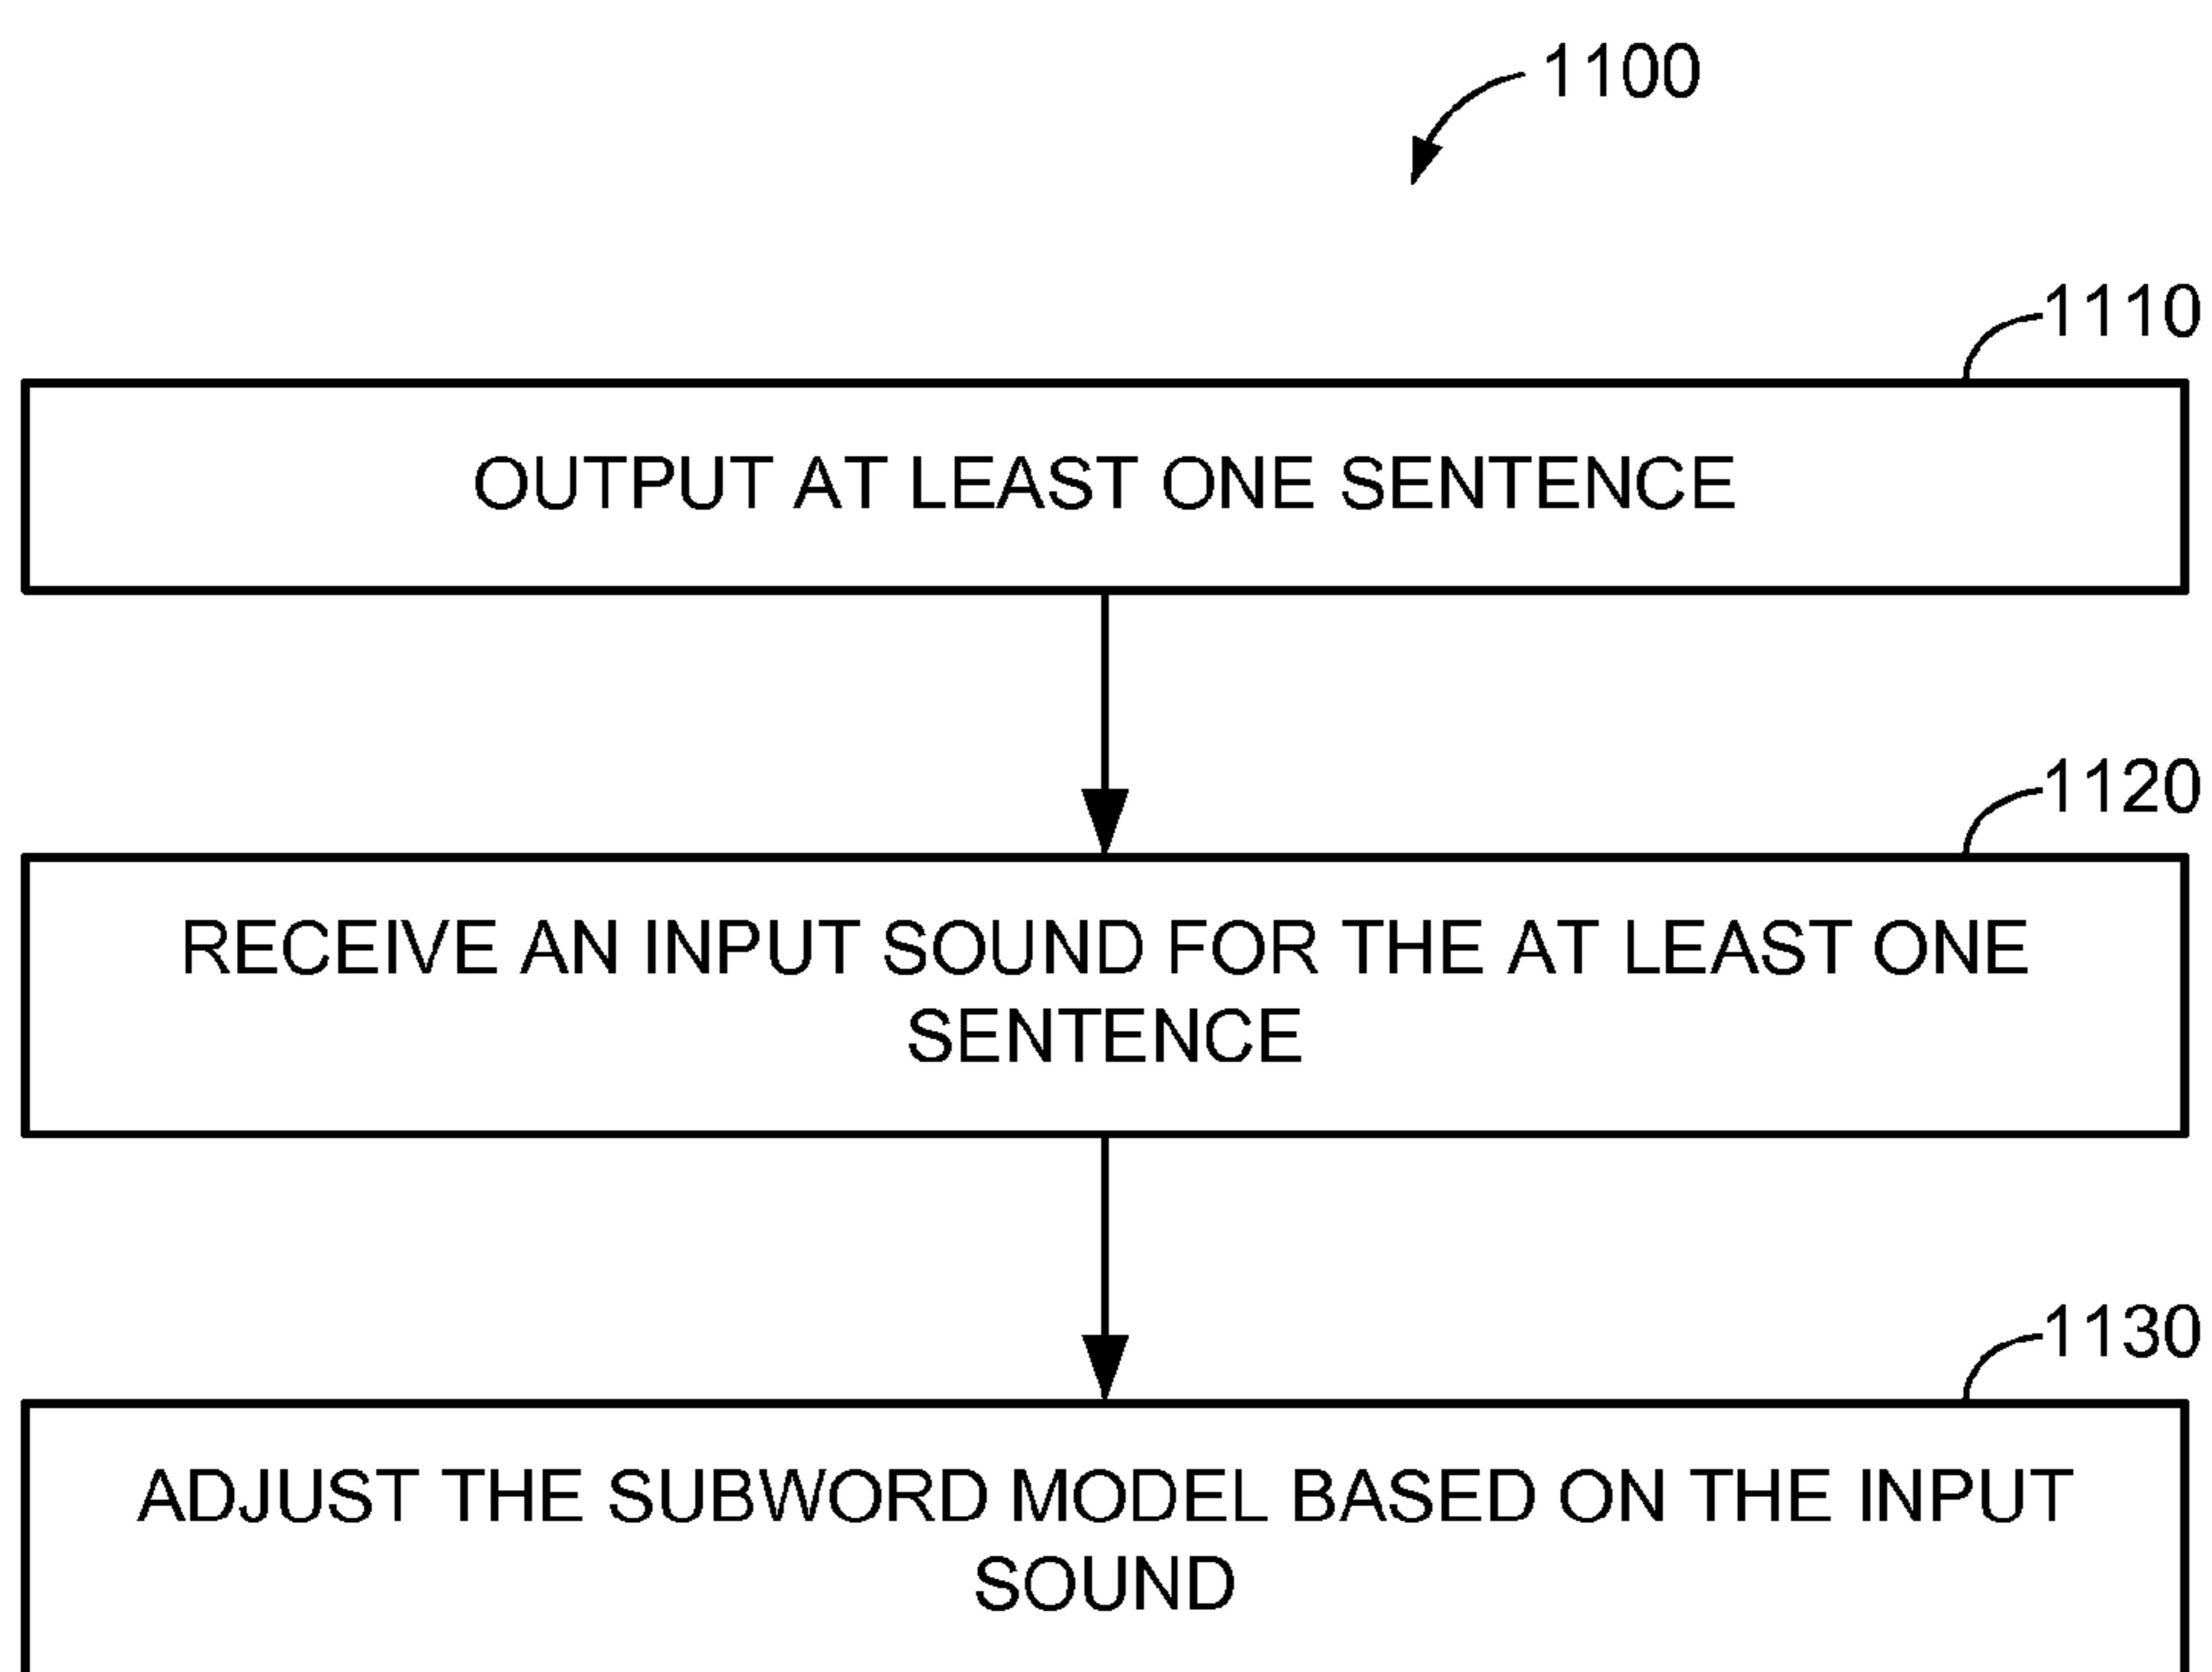 1100
1110
OUTPUT AT LEAST ONE SENTENCE
1120
RECEIVE AN INPUT SOUND FOR THE AT LEAST ONE
SENTENCE
1130
ADJUST THE SUBWORD MODEL BASED ON THE INPUT
SOUND